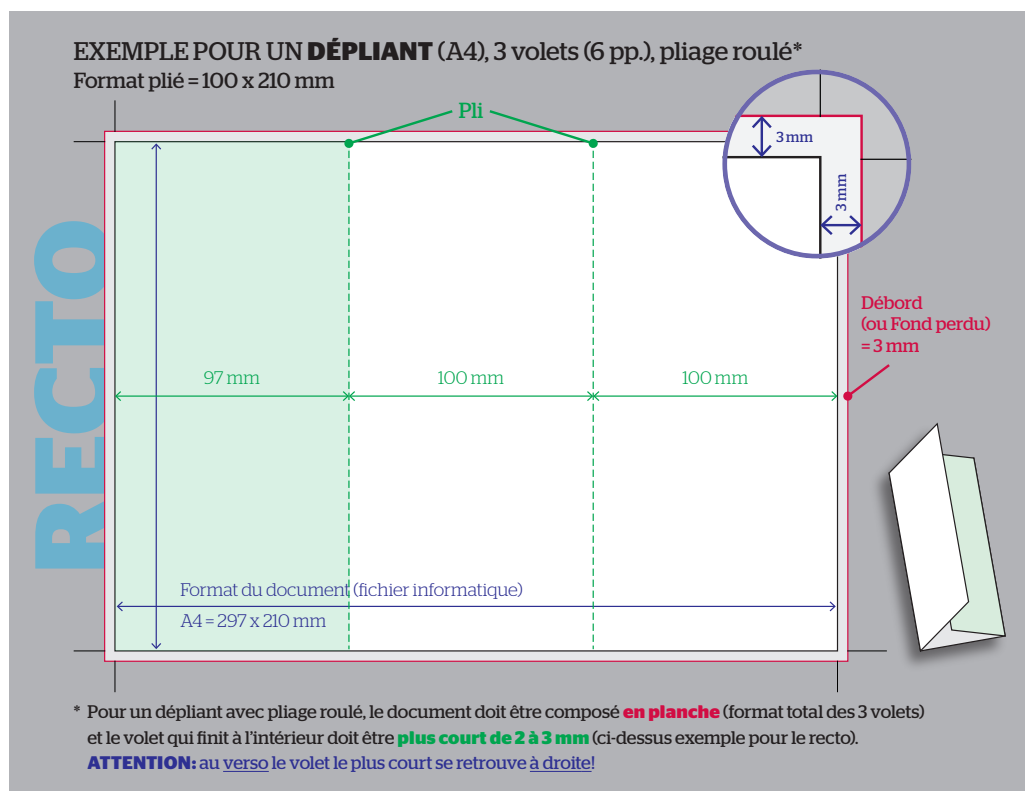 EXEMPLE POUR UN DÉPLIANT (A4), 3 volets (6 pp.), pliage roulé*
Format plié = 100 x 210 mm
Pli
3 mm
3 mm
RECTO
Débord
(ou Fond perdu)
= 3 mm
97 mm
100 mm
100 mm
Format du document (fichier informatique)
A4 = 297 x 210 mm
* Pour un dépliant avec pliage roulé, le document doit être composé en planche (format total des 3 volets)
et le volet qui finit à l'intérieur doit être plus court de 2 à 3 mm (ci-dessus exemple pour le recto).
ATTENTION: au verso le volet le plus court se retrouve à droite!